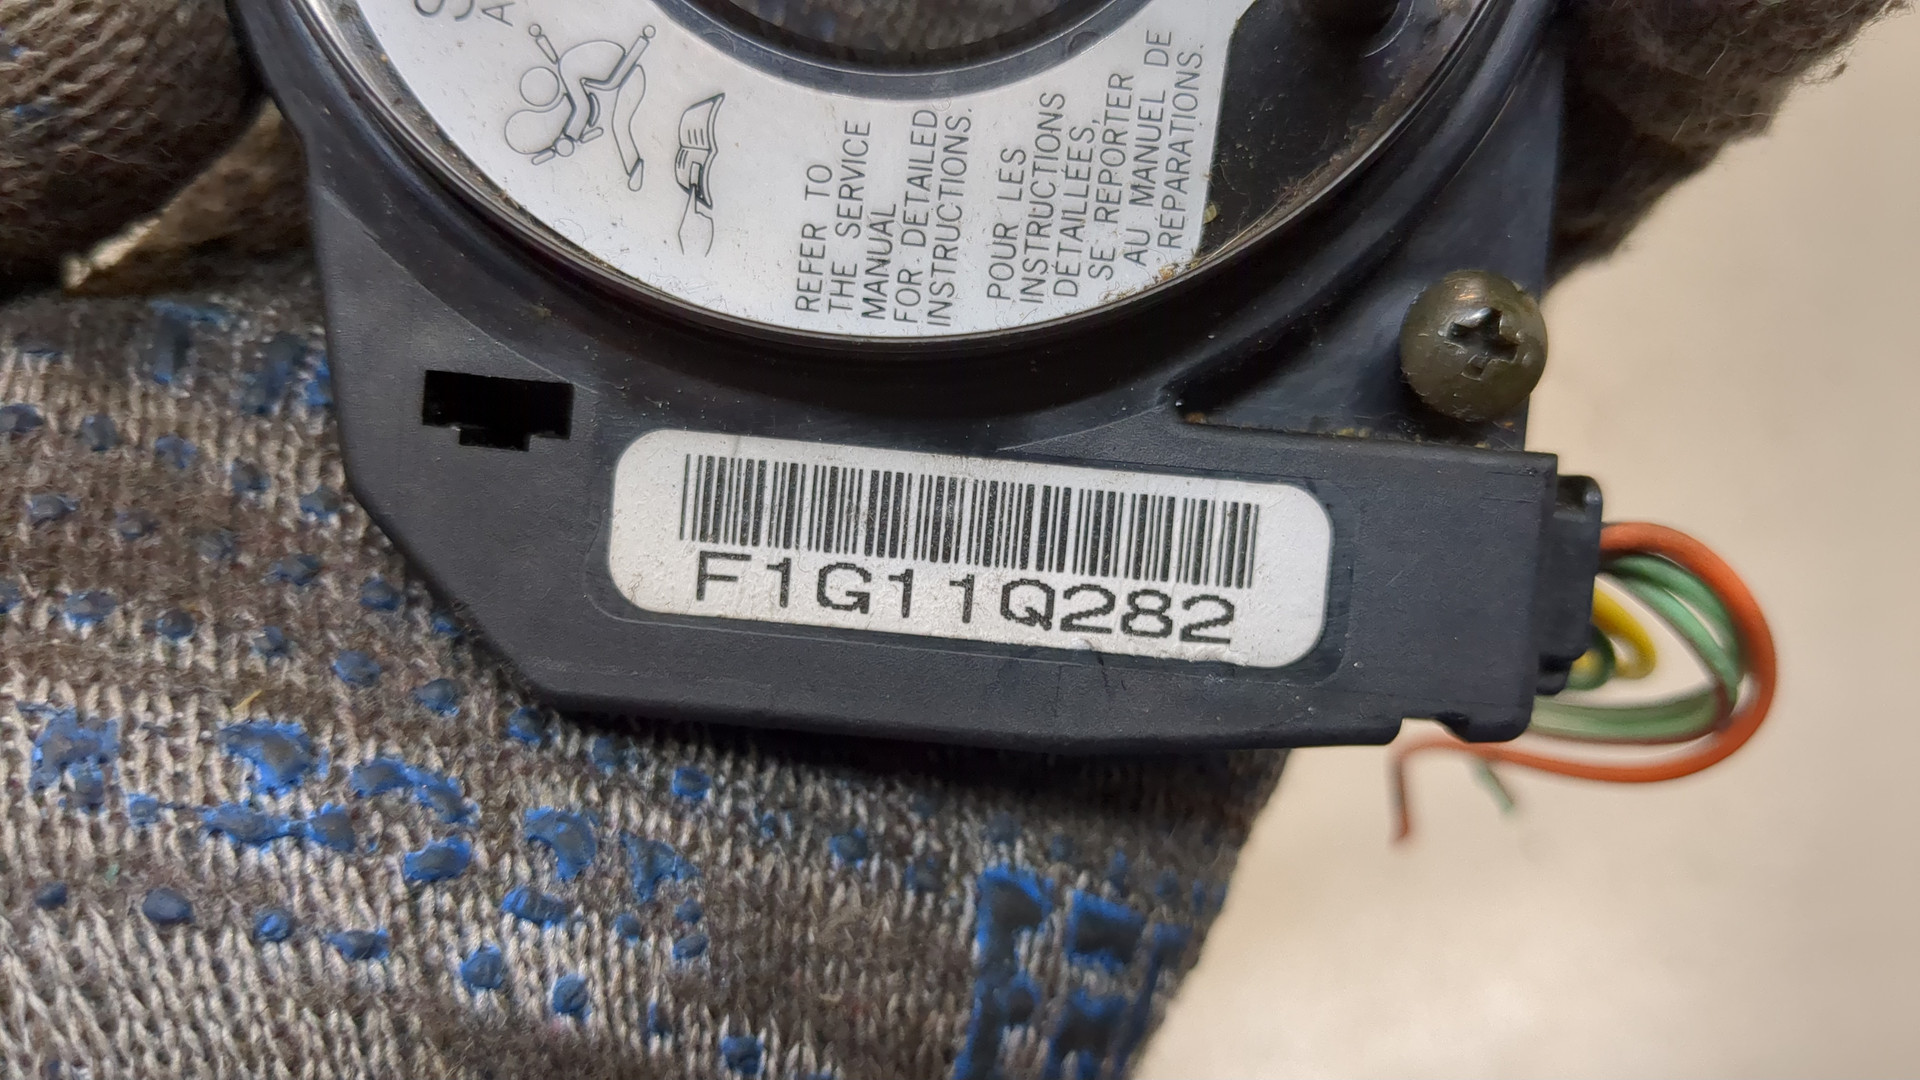 REFER TO
THE SERVICE
MANUAL
FOR DETAILED
INSTRUCTIONS.
POUR LES
INSTRUCTIONS
DÉTAILLÉES,
SE REPORTER
AU MANUEL DE
RÉPARATIONS.
F1G11Q282